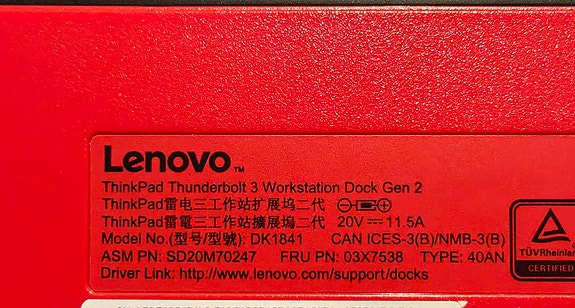 Lenovo™
ThinkPad Thunderbolt 3 Workstation Dock Gen 2
ThinkPad雷电三工作站扩展坞二代
ThinkPad雷電三工作站擴展塢二代 20V 11.5A
Model No.(型号/型號): DK1841 CAN ICES-3(B)/NMB-3(B)
ASM PN: SD20M70247 FRU PN: 03X7538 TYPE: 40AN
Driver Link: http://www.lenovo.com/support/docks
TÜVRheinland
CERTIFIED